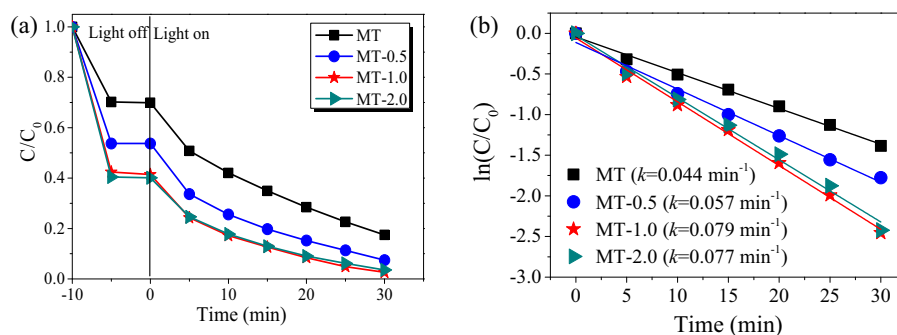 (a)
Light off
Light on
MT
MT-0.5
MT-1.0
MT-2.0
C/C0
1.0
0.8
0.6
0.4
0.2
0.0
-10
0
10
20
30
Time (min)
(b)
ln(C/C0)
0.0
-0.5
-1.0
-1.5
-2.0
-2.5
-3.0
MT (k=0.044 min-1)
MT-0.5 (k=0.057 min-1)
MT-1.0 (k=0.079 min-1)
MT-2.0 (k=0.077 min-1)
0
5
10
15
20
25
30
Time (min)